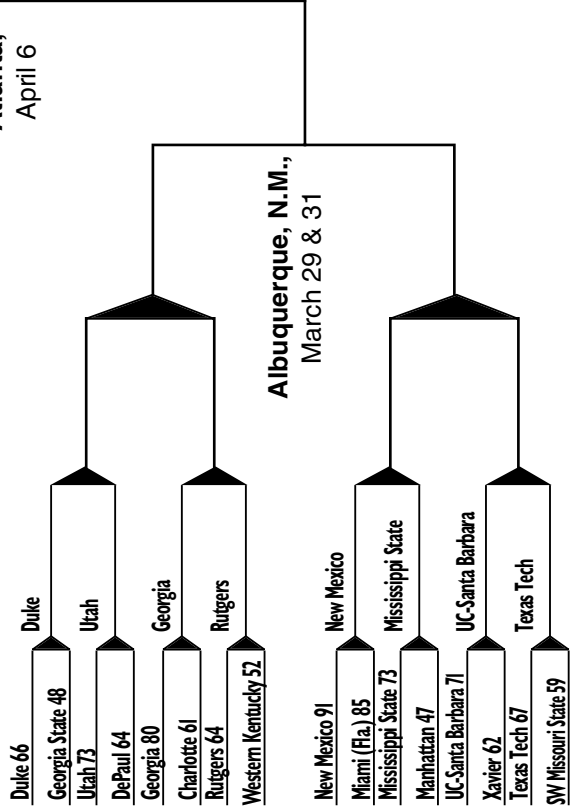 April 6
Albuquerque, N.M.,
March 29 & 31
Duke
Utah
Georgia
Rutgers
New Mexico
Mississippi State
UC-Santa Barbara
Texas Tech
Duke 66
Georgia State 48
Utah 73
DePaul 64
Georgia 80
Charlotte 61
Rutgers 64
Western Kentucky 52
New Mexico 91
Miami (Fla.) 85
Mississippi State 73
Manhattan 47
UC-Santa Barbara 71
Xavier 62
Texas Tech 67
SW Missouri State 59